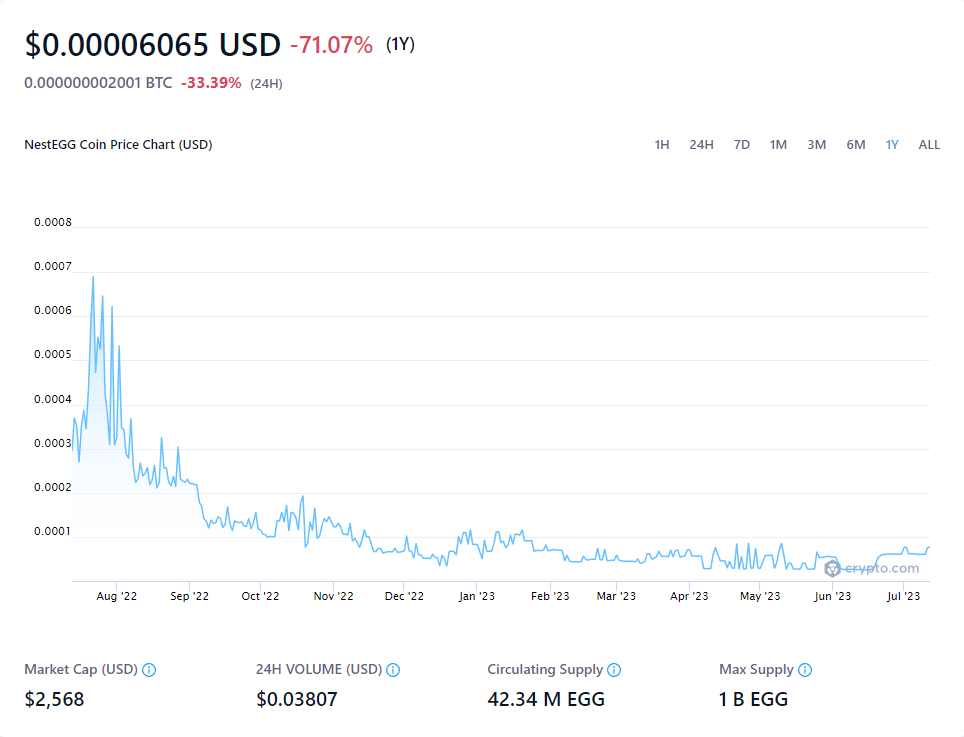 $0.00006065 USD -71.07% (1Y)
0.000000002001 BTC -33.39% (24H)
NestEGG Coin Price Chart (USD) 1H 24H 7D 1M 3M 6M 1Y ALL
0.0008
0.0007
0.0006
0.0005
0.0004
0.0003
0.0002
0.0001
crypto.com
Aug '22 Sep '22 Oct '22 Nov '22 Dec '22 Jan '23 Feb '23 Mar '23 Apr '23 May '23 Jun '23 Jul '23
Market Cap (USD) 24H VOLUME (USD) Circulating Supply Max Supply
$2,568 $0.03807 42.34 M EGG 1 B EGG